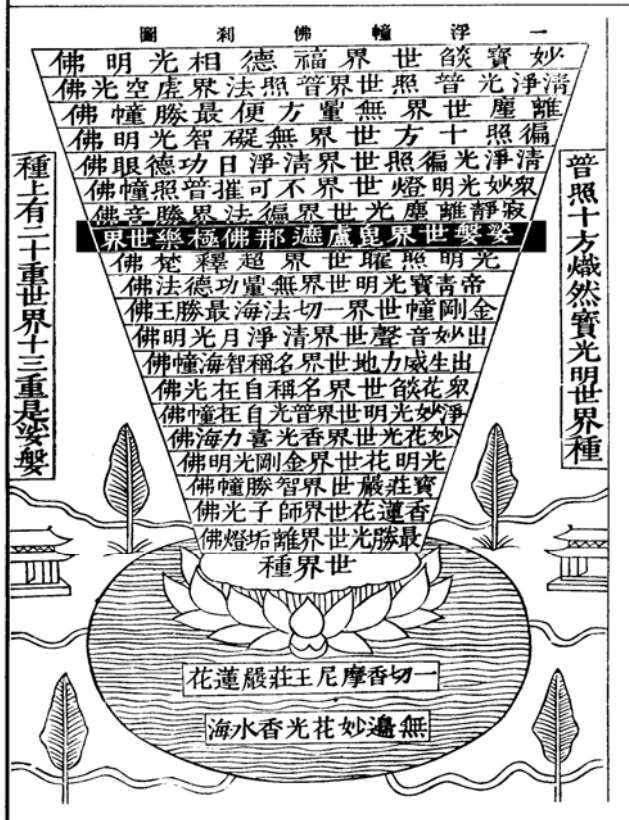 一浮幢佛刹圖
妙寶燄世界福德相光明佛
清淨光普照世界普照法界虛空光佛
離塵世界無量方便最勝幢佛
徧照十方世界無礙智光明佛
清淨光徧照世界清淨日功德眼佛
衆妙光明燈世界不可摧普照幢佛
寂靜離塵光世界徧法界勝音佛
娑婆世界毘盧遮那佛極樂世界
光明照耀世界超釋梵佛
帝青寶光明世界無量功德法佛
金剛幢世界一切法海最勝王佛
出妙音聲世界清淨月光明佛
出生威力地世界名稱智海幢佛
衆花燄世界名稱自在光佛
淨妙光明世界普光自在幢佛
妙花光世界香光喜力海佛
光明花世界金剛光明佛
寶莊嚴世界智勝幢佛
香蓮花世界師子光佛
最勝光世界離垢燈佛
世界種
一切香摩尼王莊嚴蓮花
無邊妙花光香水海
普照十方熾然寶光明世界種
種上有二十重世界十三重是娑婆